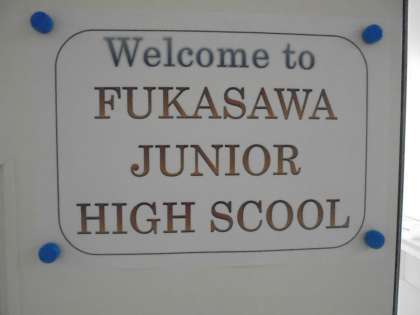 Welcome to
FUKASAWA
JUNIOR
HIGH SCOOL